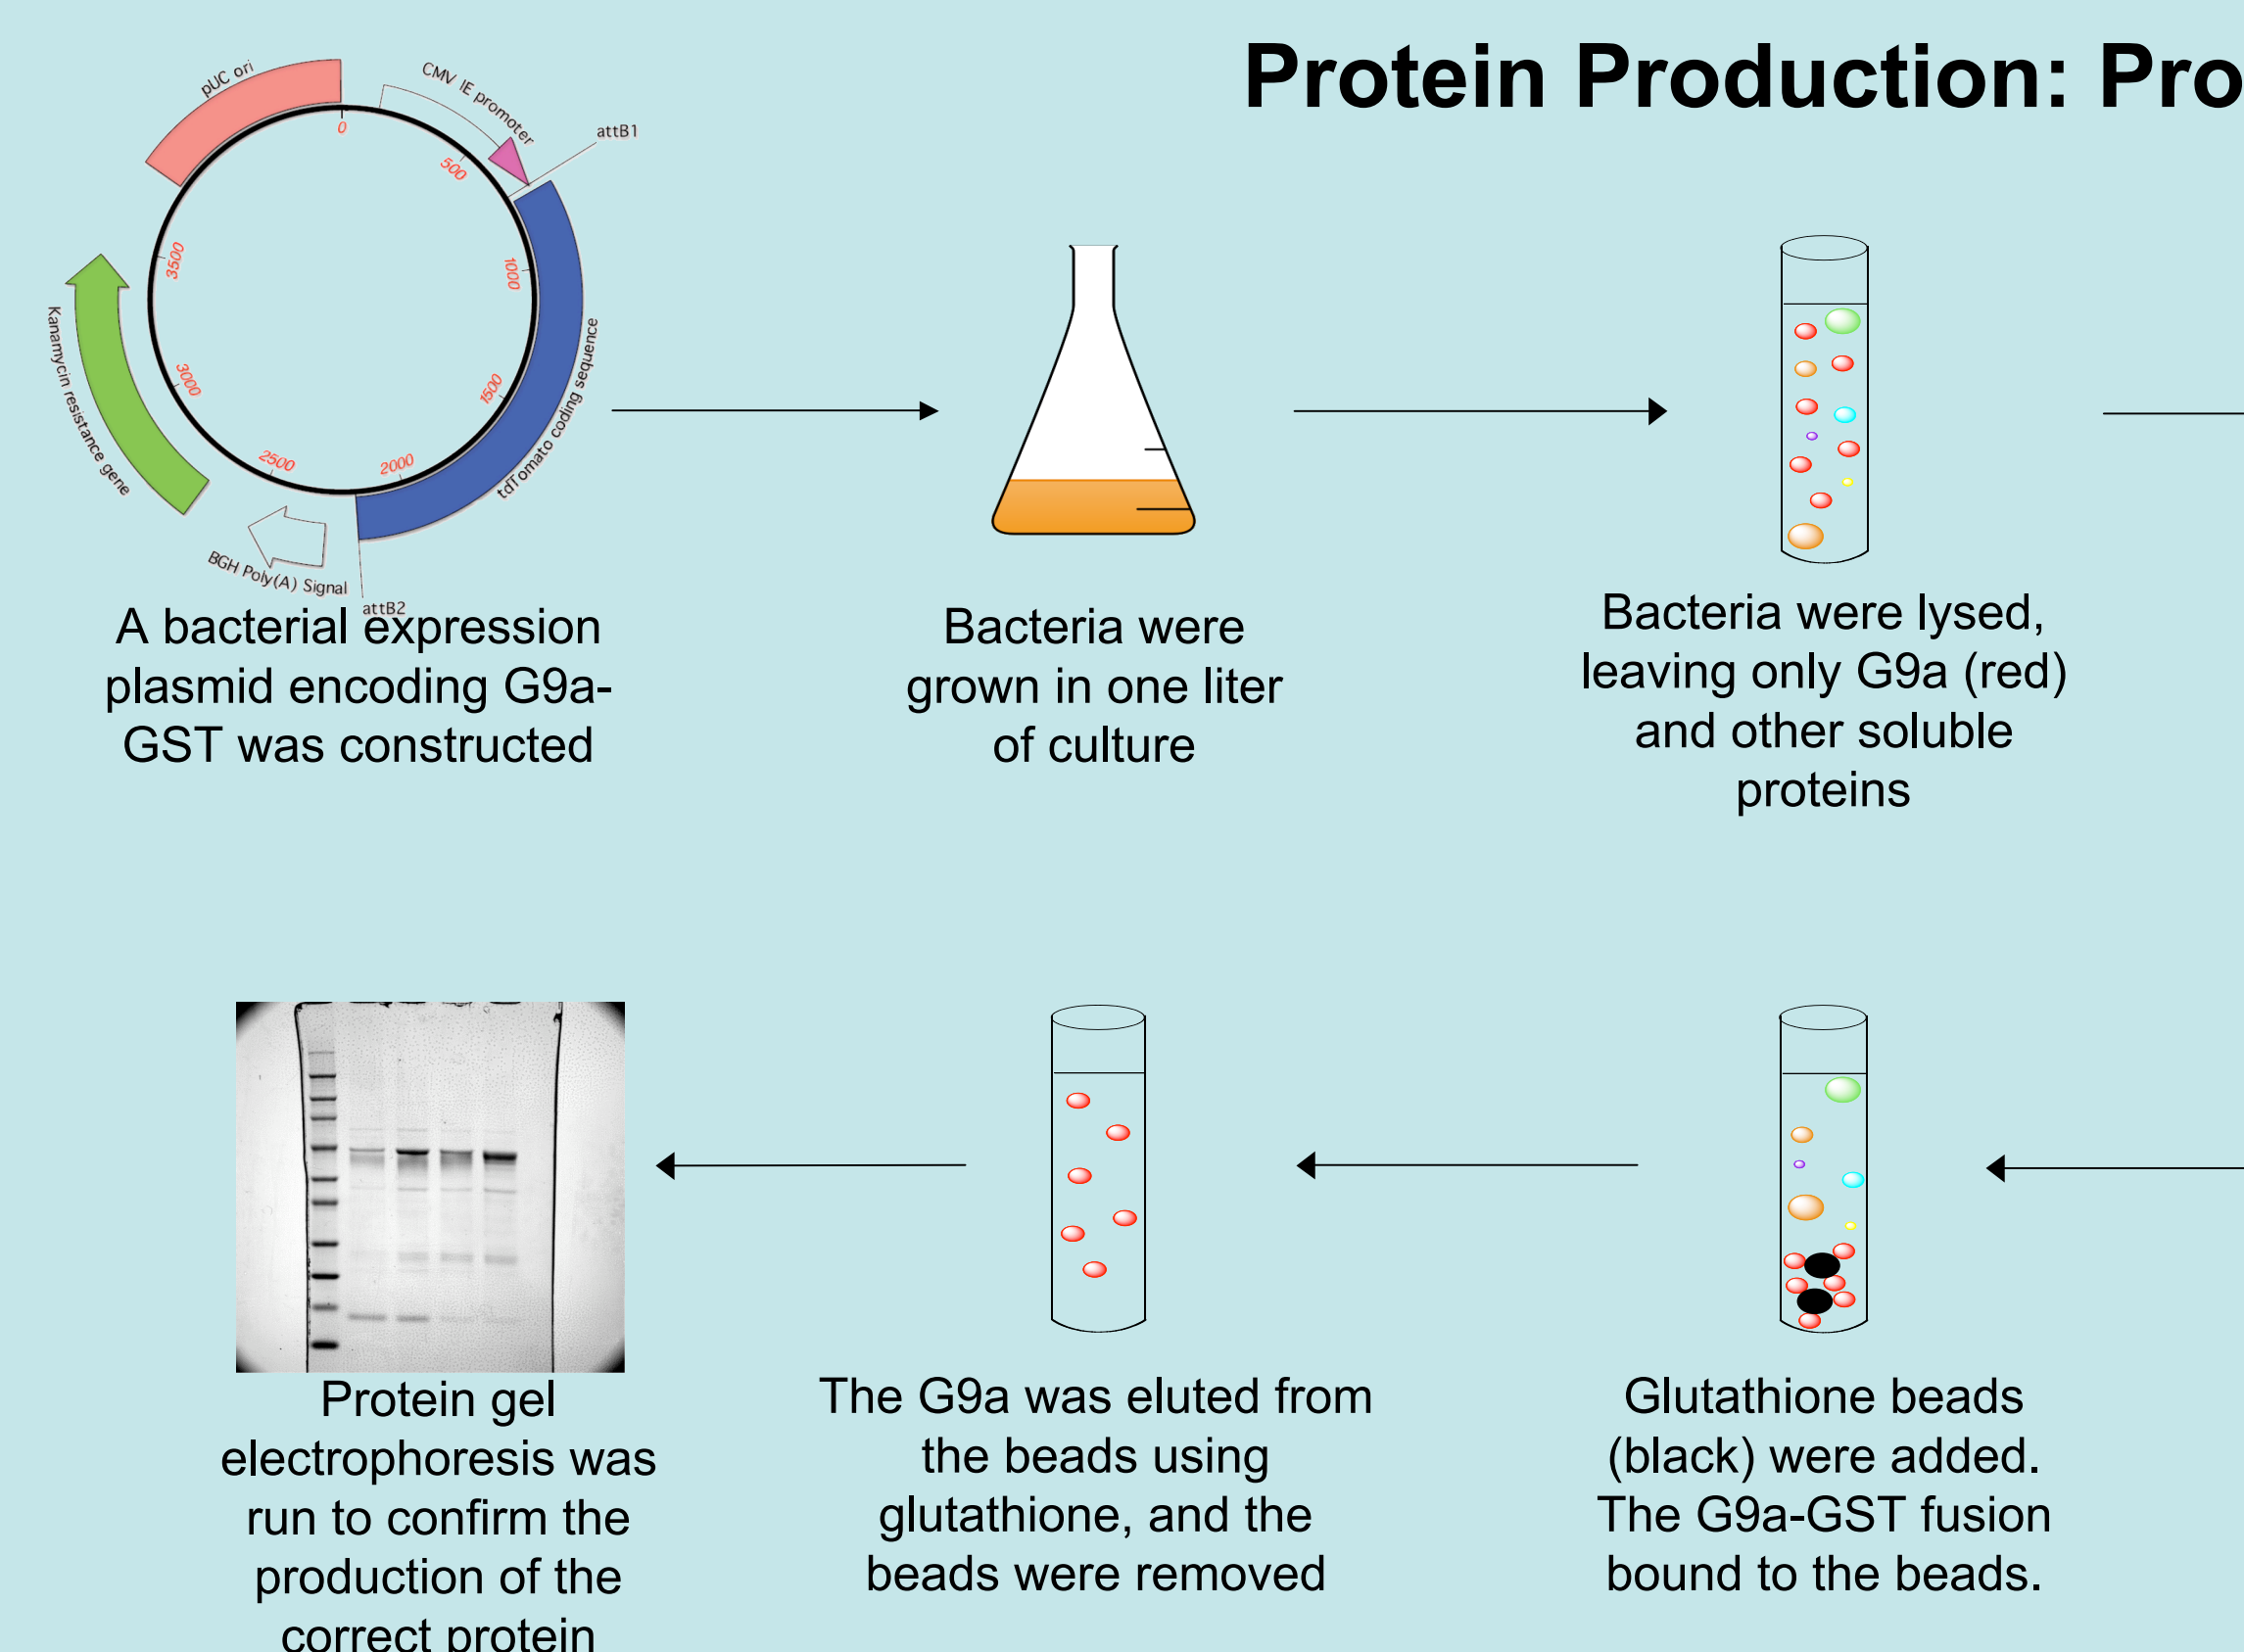 Protein Production: Pro
pUC ori
CMV IE promoter
attB1
0
500
1000
1500
2000
2500
3000
3500
tdTomato coding sequence
Kanamycin resistance gene
BGH Poly(A) Signal
attB2
A bacterial expression
plasmid encoding G9a-
GST was constructed
Bacteria were
grown in one liter
of culture
Bacteria were lysed,
leaving only G9a (red)
and other soluble
proteins
Protein gel
electrophoresis was
run to confirm the
production of the
correct protein
The G9a was eluted from
the beads using
glutathione, and the
beads were removed
Glutathione beads
(black) were added.
The G9a-GST fusion
bound to the beads.